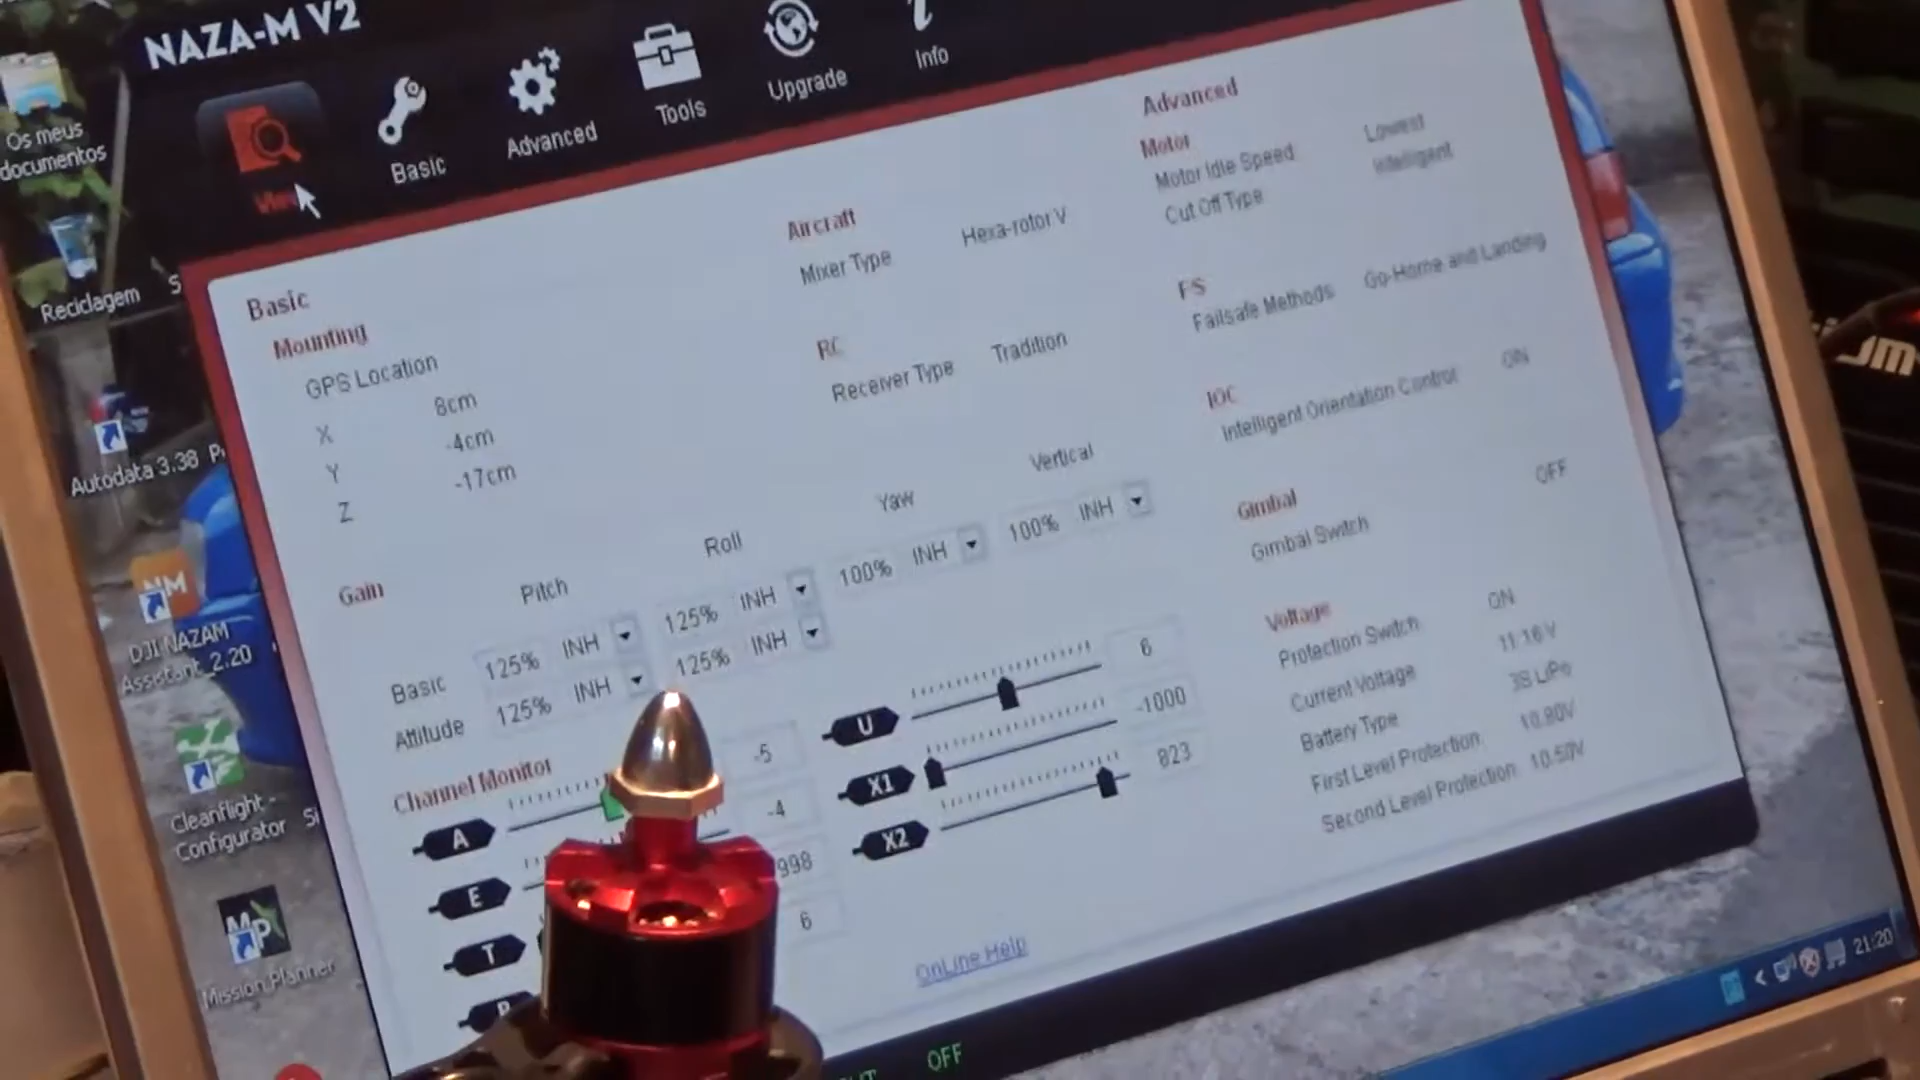 NAZA-M V2
View
Basic
Advanced
Tools
Upgrade
Info
Os meus
documentos
Reciclagem
S
Autodata 3.38
DJI NAZAM
Assistant_2.20
Cleanflight -
Configurator
Mission Planner
Basic
Mounting
GPS Location
X 8cm
Y -4cm
Z -17cm
Aircraft
Mixer Type Hexa-rotor V
RC
Receiver Type Tradition
Gain
Pitch Roll Yaw Vertical
Basic 125% INH 125% INH 100% INH 100% INH
Attitude 125% INH 125% INH
Channel Monitor
A -5
E -4
T 998
R 6
U 6
X1 -1000
X2 823
OnLine Help
Advanced
Motor
Motor Idle Speed Lowest
Cut Off Type Intelligent
FS
Failsafe Methods Go-Home and Landing
IOC
Intelligent Orientation Control ON
Gimbal
Gimbal Switch OFF
Voltage
Protection Switch ON
Current Voltage 11.16 V
Battery Type 3S LiPo
First Level Protection 10.80V
Second Level Protection 10.50V
OFF
21:20